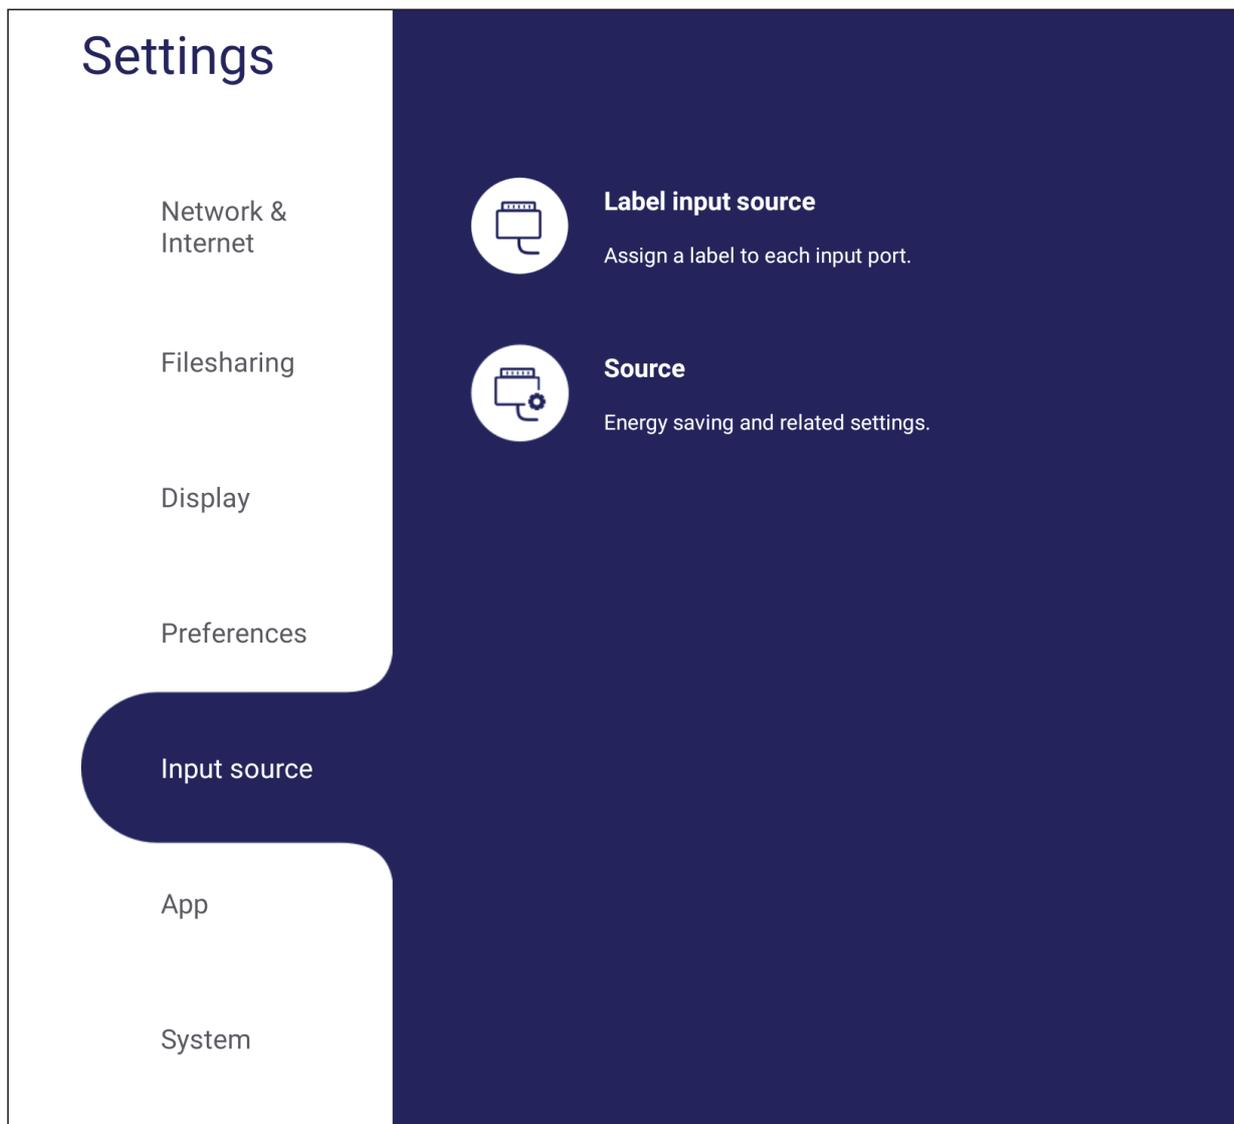 Settings
Network &
Internet
Filesharing
Display
Preferences
Input source
App
System
Label input source
Assign a label to each input port.
Source
Energy saving and related settings.